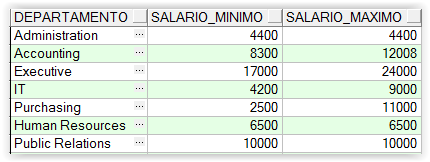 DEPARTAMENTO SALARIO_MINIMO SALARIO_MAXIMO
Administration ... 4400 4400
Accounting ... 8300 12008
Executive ... 17000 24000
IT ... 4200 9000
Purchasing ... 2500 11000
Human Resources ... 6500 6500
Public Relations ... 10000 10000